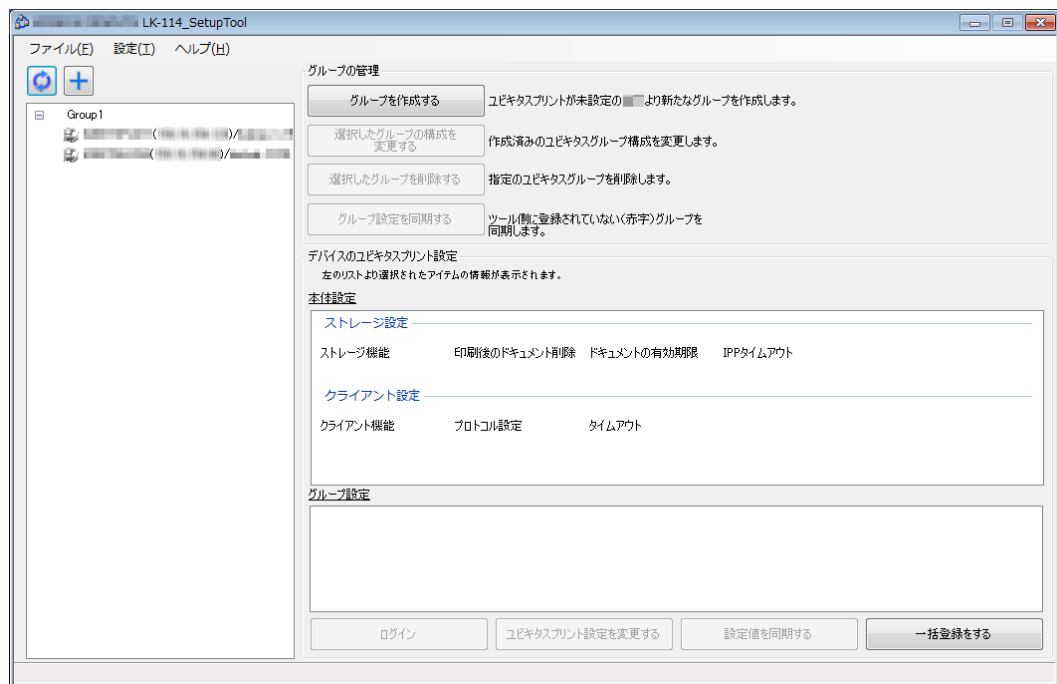 LK-114_SetupTool
ファイル(F) 設定(T) ヘルプ(H)
Group1
グループの管理
グループを作成する
ユビキタスプリントが未設定の より新たなグループを作成します。
選択したグループの構成を
変更する
作成済みのユビキタスグループ構成を変更します。
選択したグループを削除する
指定のユビキタスグループを削除します。
グループ設定を同期する
ツール側に登録されていない(赤字)グループを
同期します。
デバイスのユビキタスプリント設定
左のリストより選択されたアイテムの情報が表示されます。
本体設定
ストレージ設定
ストレージ機能 印刷後のドキュメント削除 ドキュメントの有効期限 IPPタイムアウト
クライアント設定
クライアント機能 プロトコル設定 タイムアウト
グループ設定
ログイン ユビキタスプリント設定を変更する 設定値を同期する 一括登録をする